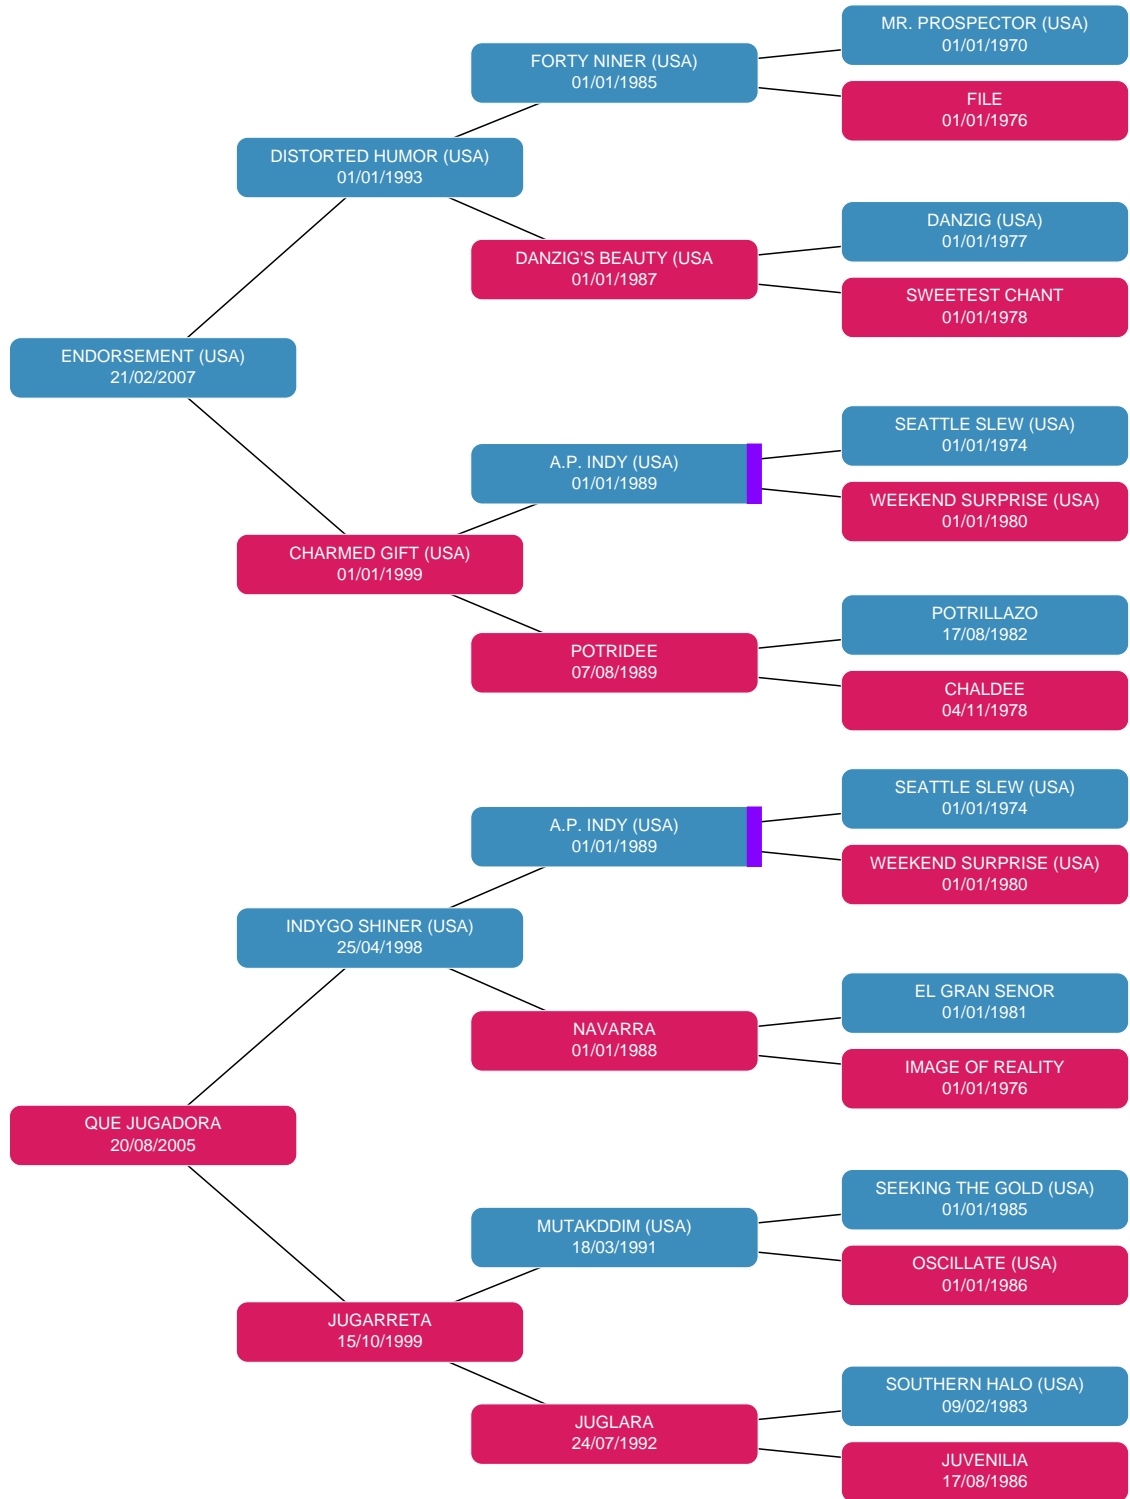 MR. PROSPECTOR (USA)
01/01/1970
FORTY NINER (USA)
01/01/1985
FILE
01/01/1976
DISTORTED HUMOR (USA)
01/01/1993
DANZIG (USA)
01/01/1977
DANZIG'S BEAUTY (USA
01/01/1987
SWEETEST CHANT
01/01/1978
ENDORSEMENT (USA)
21/02/2007
SEATTLE SLEW (USA)
01/01/1974
A.P. INDY (USA)
01/01/1989
WEEKEND SURPRISE (USA)
01/01/1980
CHARMED GIFT (USA)
01/01/1999
POTRILLAZO
17/08/1982
POTRIDEE
07/08/1989
CHALDEE
04/11/1978
SEATTLE SLEW (USA)
01/01/1974
A.P. INDY (USA)
01/01/1989
WEEKEND SURPRISE (USA)
01/01/1980
INDYGO SHINER (USA)
25/04/1998
EL GRAN SENOR
01/01/1981
NAVARRA
01/01/1988
IMAGE OF REALITY
01/01/1976
QUE JUGADORA
20/08/2005
SEEKING THE GOLD (USA)
01/01/1985
MUTAKDDIM (USA)
18/03/1991
OSCILLATE (USA)
01/01/1986
JUGARRETA
15/10/1999
SOUTHERN HALO (USA)
09/02/1983
JUGLARA
24/07/1992
JUVENILIA
17/08/1986